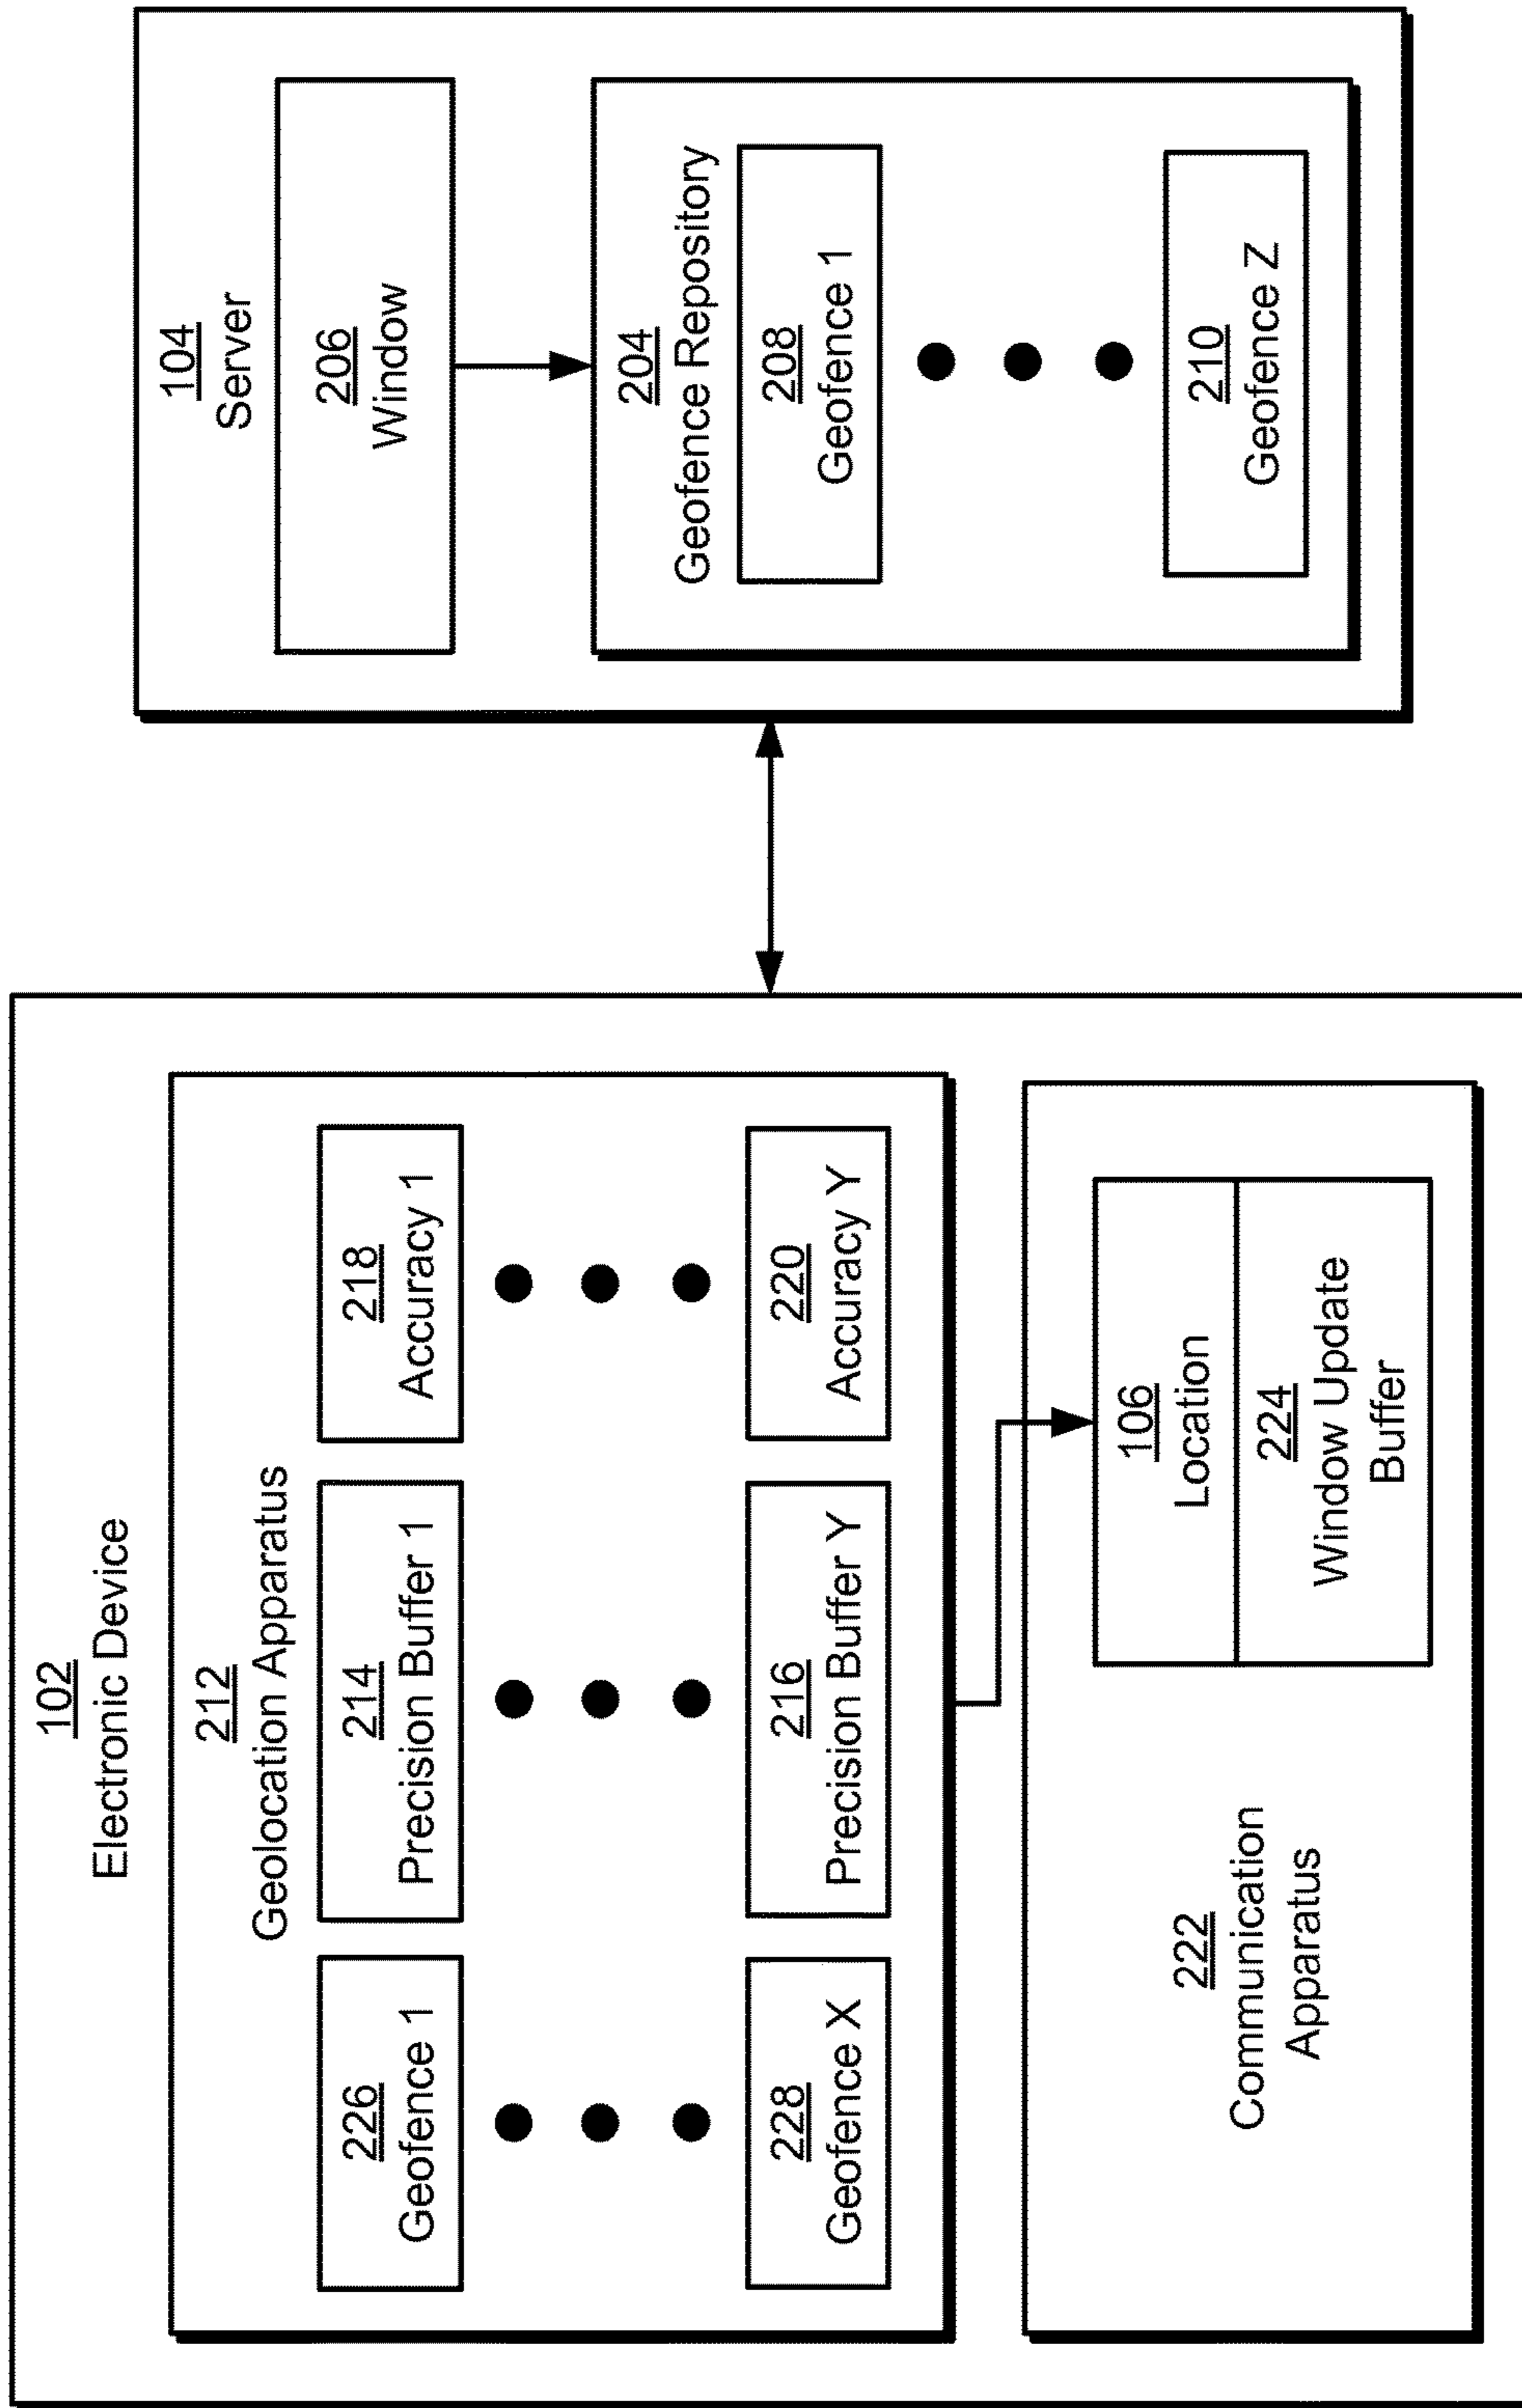 102
Electronic Device
212
Geolocation Apparatus
226
Geofence 1
214
Precision Buffer 1
218
Accuracy 1
228
Geofence X
216
Precision Buffer Y
220
Accuracy Y
222
Communication
Apparatus
106
Location
224
Window Update
Buffer
104
Server
206
Window
204
Geofence Repository
208
Geofence 1
210
Geofence Z